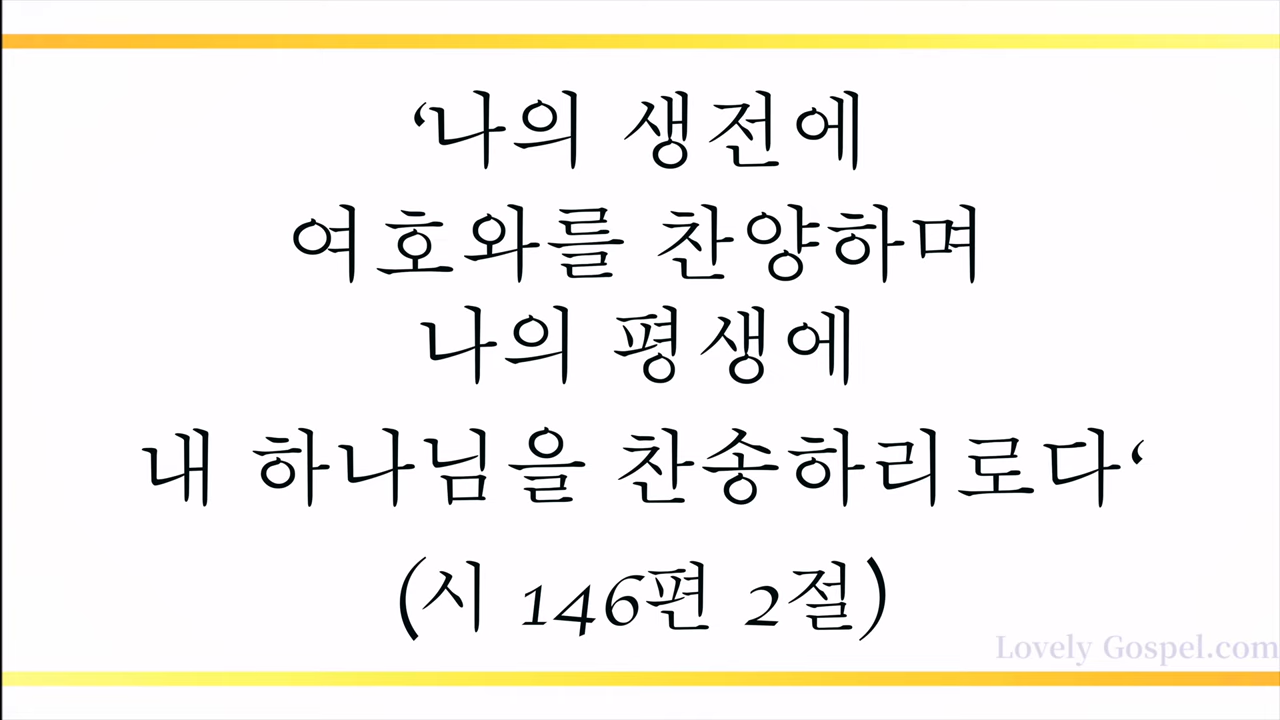 ‘나의 생전에
여호와를 찬양하며
나의 평생에
내 하나님을 찬송하리로다‘
(시 146편 2절)
Lovely Gospel.com